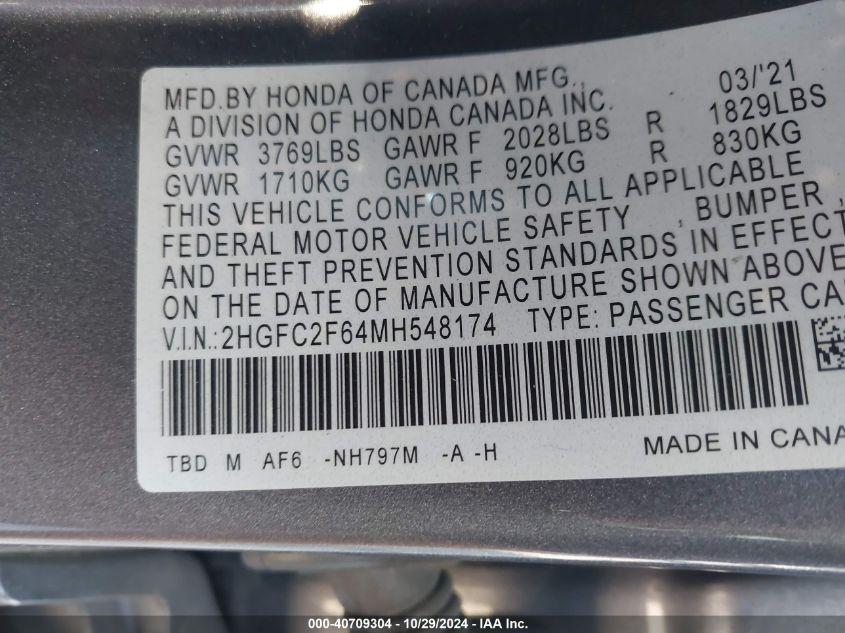 MFD.BY HONDA OF CANADA MFG., 03/'21
A DIVISION OF HONDA CANADA INC.
GVWR 3769LBS GAWR F 2028LBS R 1829LBS
GVWR 1710KG GAWR F 920KG R 830KG
THIS VEHICLE CONFORMS TO ALL APPLICABLE
FEDERAL MOTOR VEHICLE SAFETY , BUMPER ,
AND THEFT PREVENTION STANDARDS IN EFFECT
ON THE DATE OF MANUFACTURE SHOWN ABOVE
V.I.N.:2HGFC2F64MH548174 TYPE: PASSENGER CA
TBD M AF6 -NH797M -A -H MADE IN CANA
000-40709304 - 10/29/2024 - IAA Inc.